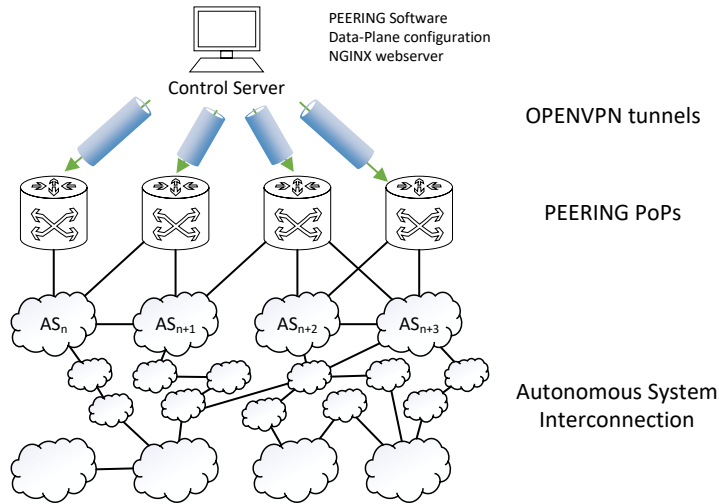 PEERING Software
Data-Plane configuration
NGINX webserver
Control Server
OPENVPN tunnels
PEERING PoPs
ASn
ASn+1
ASn+2
ASn+3
Autonomous System
Interconnection